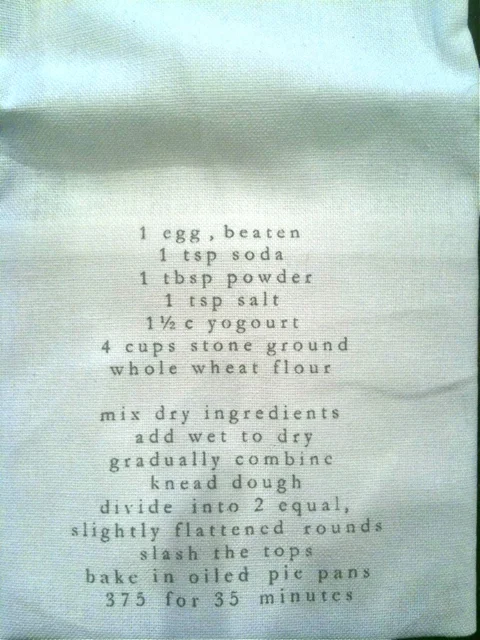 1 egg, beaten
1 tsp soda
1 tbsp powder
1 tsp salt
1½ c yogourt
4 cups stone ground
whole wheat flour
mix dry ingredients
add wet to dry
gradually combine
knead dough
divide into 2 equal,
slightly flattened rounds
slash the tops
bake in oiled pie pans
375 for 35 minutes